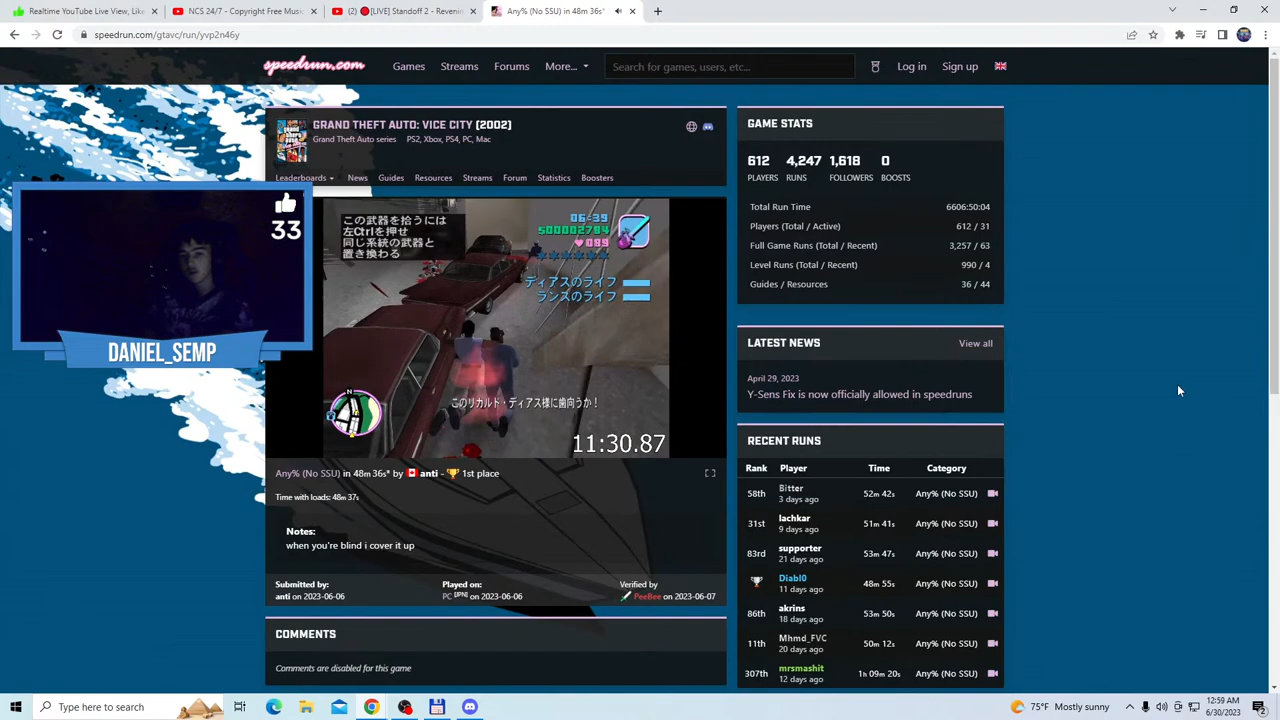 Realtime YouTube Live View, Like
NCS 24/7 - Copyright Free Music
(2) [LIVE] Standoff 2 - Revenin
Any% (No SSU) in 48m 36s*
speedrun.com/gtavc/run/yvp2n46y
speedrun.com
Games
Streams
Forums
More...
Search for games, users, etc...
Log in
Sign up
GRAND THEFT AUTO: VICE CITY (2002)
Grand Theft Auto series
PS2, Xbox, PS4, PC, Mac
Leaderboards
News
Guides
Resources
Streams
Forum
Statistics
Boosters
33
DANIEL_SEMP
この武器を拾うには
左Ctrlを押せ
同じ系統の武器と
置き換わる
06:39
$00002794
089
ディアスのライフ
ランスのライフ
このリカルド・ディアス様に歯向うか!
N
11:30.87
Any% (No SSU) in 48m 36s* by anti - 1st place
Time with loads: 48m 37s
Notes:
when you're blind i cover it up
Submitted by:
anti on 2023-06-06
Played on:
PC [JPN] on 2023-06-06
Verified by
PeeBee on 2023-06-07
COMMENTS
Comments are disabled for this game
GAME STATS
612 4,247 1,618 0
PLAYERS RUNS FOLLOWERS BOOSTS
Total Run Time 6606:50:04
Players (Total / Active) 612 / 31
Full Game Runs (Total / Recent) 3,257 / 63
Level Runs (Total / Recent) 990 / 4
Guides / Resources 36 / 44
LATEST NEWS
View all
April 29, 2023
Y-Sens Fix is now officially allowed in speedruns
RECENT RUNS
Rank Player Time Category
58th Bitter 52m 42s Any% (No SSU)
3 days ago
31st lachkar 51m 41s Any% (No SSU)
9 days ago
83rd supporter 53m 47s Any% (No SSU)
21 days ago
Diabl0 48m 55s Any% (No SSU)
11 days ago
86th akrins 53m 50s Any% (No SSU)
18 days ago
11th Mhmd_FVC 50m 12s Any% (No SSU)
20 days ago
307th mrsmashit 1h 09m 20s Any% (No SSU)
12 days ago
Type here to search
75°F Mostly sunny
12:59 AM
6/30/2023
2